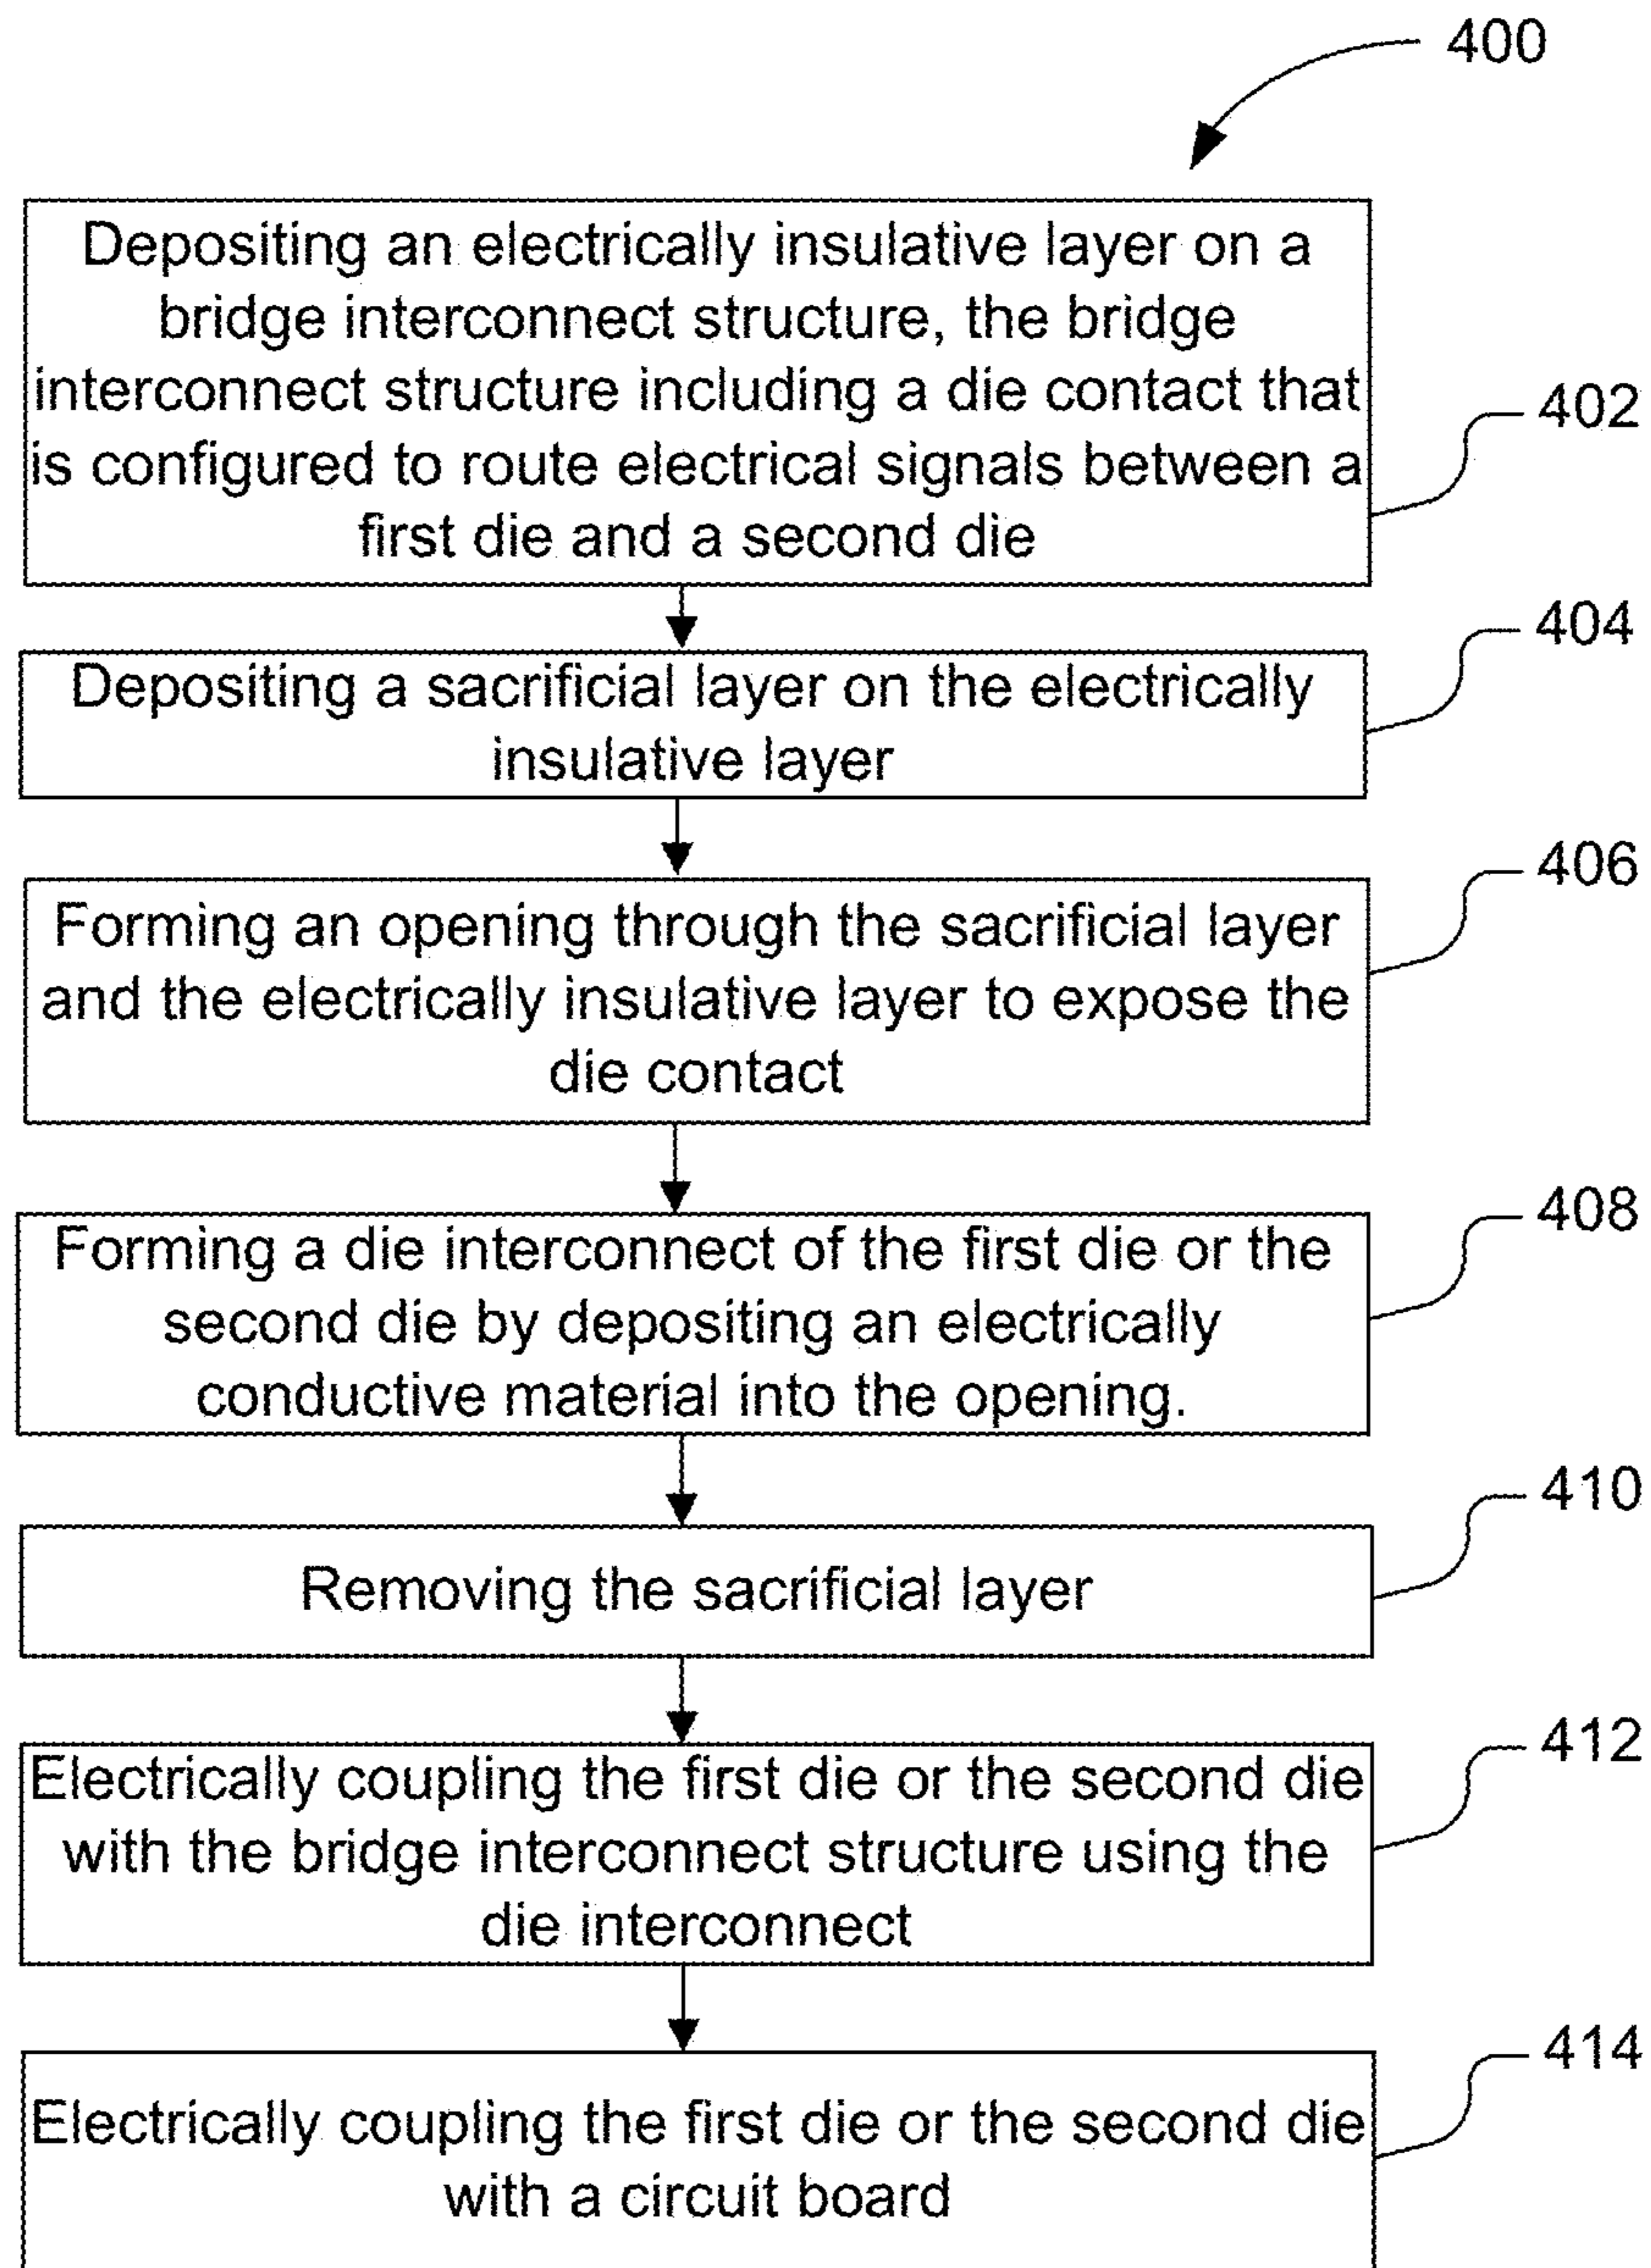 400
Depositing an electrically insulative layer on a
bridge interconnect structure, the bridge
interconnect structure including a die contact that
is configured to route electrical signals between a
first die and a second die
402
Depositing a sacrificial layer on the electrically
insulative layer
404
Forming an opening through the sacrificial layer
and the electrically insulative layer to expose the
die contact
406
Forming a die interconnect of the first die or the
second die by depositing an electrically
conductive material into the opening.
408
Removing the sacrificial layer
410
Electrically coupling the first die or the second die
with the bridge interconnect structure using the
die interconnect
412
Electrically coupling the first die or the second die
with a circuit board
414